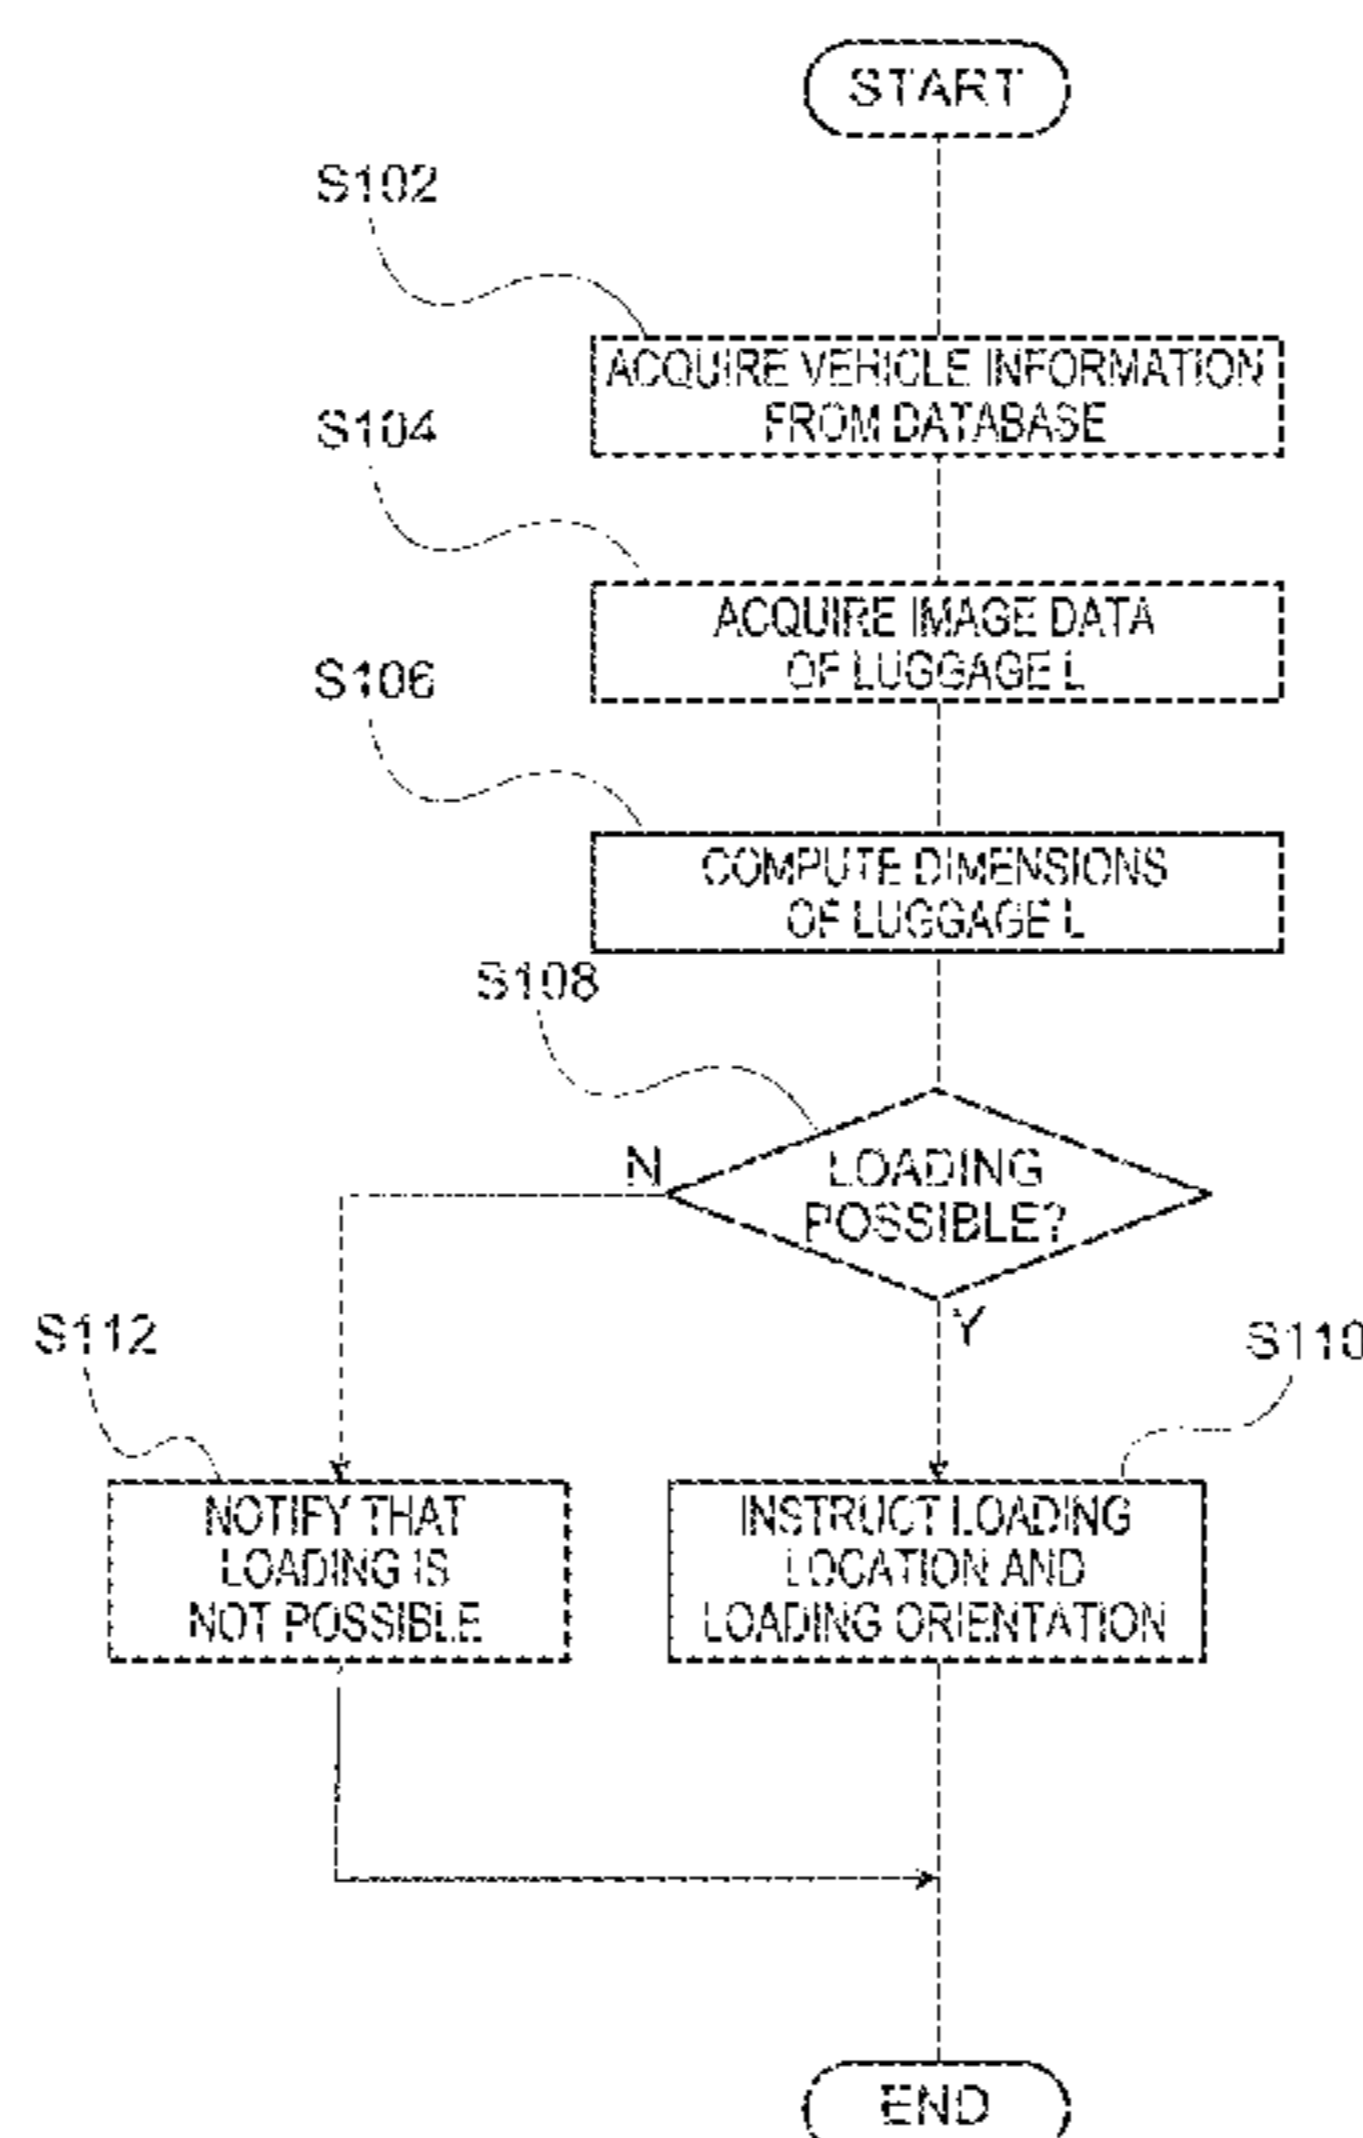 START
S102
ACQUIRE VEHICLE INFORMATION
FROM DATABASE
S104
ACQUIRE IMAGE DATA
OF LUGGAGE L
S106
COMPUTE DIMENSIONS
OF LUGGAGE L
S108
LOADING
POSSIBLE?
N
Y
S112
S110
NOTIFY THAT
LOADING IS
NOT POSSIBLE
INSTRUCT LOADING
LOCATION AND
LOADING ORIENTATION
END